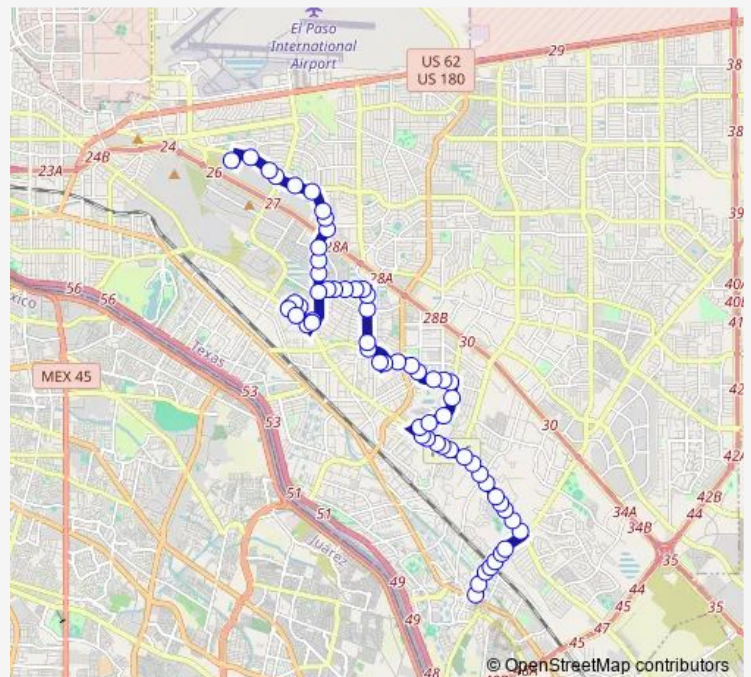 El Paso
International
Airport
US 62
US 180
29
38
38
24
24B
23A
26
27
39
28A
28A
40A
40B
41
xico
56
56
28B
30
Texas
MEX 45
53
53
42
30
42A
42B
51
51
34A
34B
44
35
Juárez
49
44
45
35
49
47
45
48
© OpenStreetMap contributors